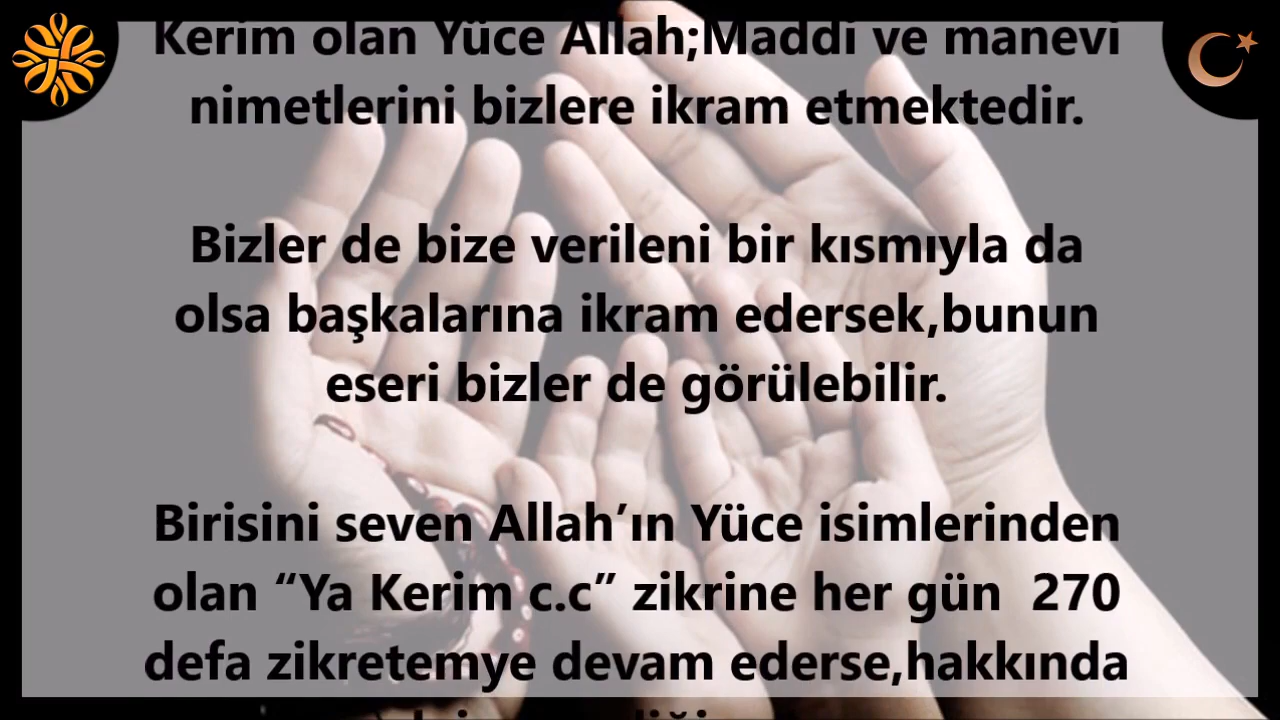 Kerim olan Yüce Allah;Maddi ve manevi
nimetlerini bizlere ikram etmektedir.
Bizler de bize verileni bir kısmıyla da
olsa başkalarına ikram edersek,bunun
eseri bizler de görülebilir.
Birisini seven Allah’ın Yüce isimlerinden
olan “Ya Kerim c.c” zikrine her gün 270
defa zikretemye devam ederse,hakkında